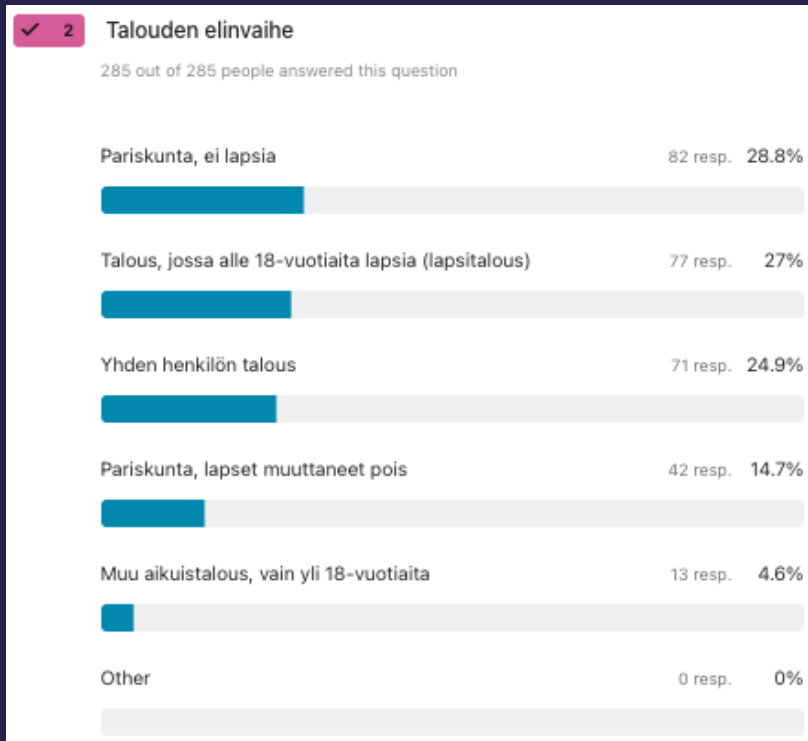 2 Talouden elinvaihe
285 out of 285 people answered this question
Pariskunta, ei lapsia 82 resp. 28.8%
Talous, jossa alle 18-vuotiaita lapsia (lapsitalous) 77 resp. 27%
Yhden henkilön talous 71 resp. 24.9%
Pariskunta, lapset muuttaneet pois 42 resp. 14.7%
Muu aikuistalous, vain yli 18-vuotiaita 13 resp. 4.6%
Other 0 resp. 0%